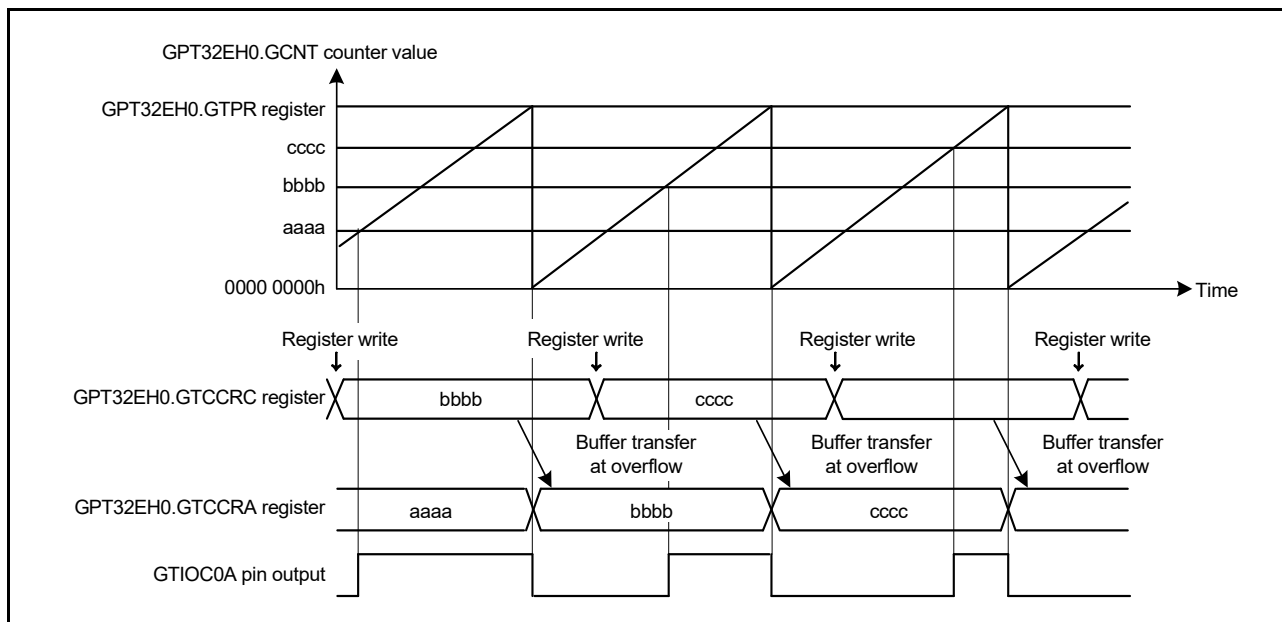 GPT32EH0.GCNT counter value
GPT32EH0.GTPR register
cccc
bbbb
aaaa
0000 0000h
Time
Register write
Register write
Register write
Register write
GPT32EH0.GTCCRC register
bbbb
cccc
Buffer transfer
at overflow
Buffer transfer
at overflow
Buffer transfer
at overflow
GPT32EH0.GTCCRA register
aaaa
bbbb
cccc
GTIOC0A pin output